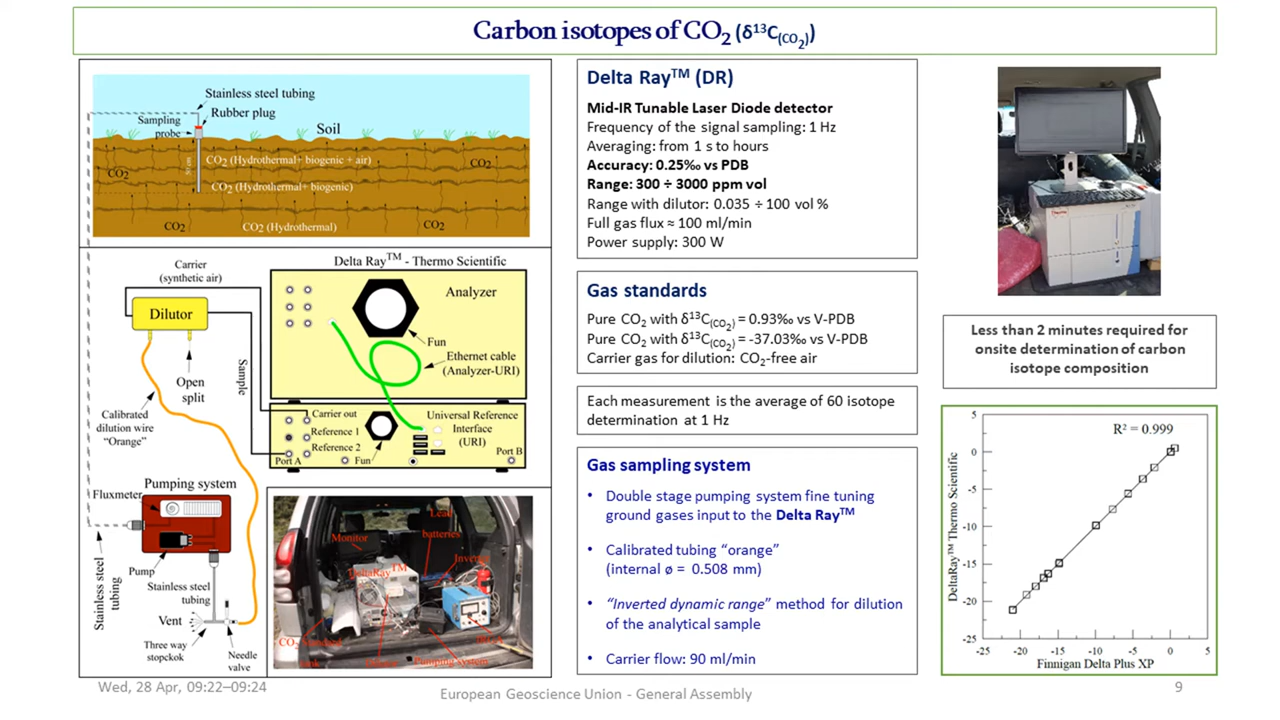 Carbon isotopes of CO₂ (δ¹³C(CO₂))
Stainless steel tubing
Rubber plug
Sampling
probe
Soil
50 cm
CO₂ (Hydrothermal+ biogenic + air)
CO₂
CO₂
CO₂ (Hydrothermal+ biogenic)
CO₂
CO₂ (Hydrothermal)
CO₂
Carrier
(synthetic air)
Delta Ray™ - Thermo Scientific
Analyzer
Dilutor
Fun
Ethernet cable
(Analyzer-URI)
Open
split
Sample
Calibrated
dilution wire
“Orange”
Carrier out
Reference 1
Reference 2
Port A
Fun
Universal Reference
Interface
(URI)
Port B
Pumping system
Fluxmeter
Pump
Stainless steel
tubing
Stainless steel
tubing
Vent
Three way
stopckok
Needle
valve
Monitor
Lead
batteries
Inverter
DeltaRay™
CO₂
Pumping System
Delta Ray™ (DR)
Mid-IR Tunable Laser Diode detector
Frequency of the signal sampling: 1 Hz
Averaging: from 1 s to hours
Accuracy: 0.25‰ vs PDB
Range: 300 ÷ 3000 ppm vol
Range with dilutor: 0.035 ÷ 100 vol %
Full gas flux ≈ 100 ml/min
Power supply: 300 W
Gas standards
Pure CO₂ with δ¹³C(CO₂) = 0.93‰ vs V-PDB
Pure CO₂ with δ¹³C(CO₂) = -37.03‰ vs V-PDB
Carrier gas for dilution: CO₂-free air
Each measurement is the average of 60 isotope
determination at 1 Hz
Gas sampling system
• Double stage pumping system fine tuning
ground gases input to the Delta Ray™
• Calibrated tubing “orange”
(internal ø = 0.508 mm)
• “Inverted dynamic range” method for dilution
of the analytical sample
• Carrier flow: 90 ml/min
Less than 2 minutes required for
onsite determination of carbon
isotope composition
R² = 0.999
DeltaRay™ Thermo Scientific
5
0
-5
-10
-15
-20
-25
-25 -20 -15 -10 -5 0 5
Finnigan Delta Plus XP
Wed, 28 Apr, 09:22–09:24
European Geoscience Union - General Assembly
9